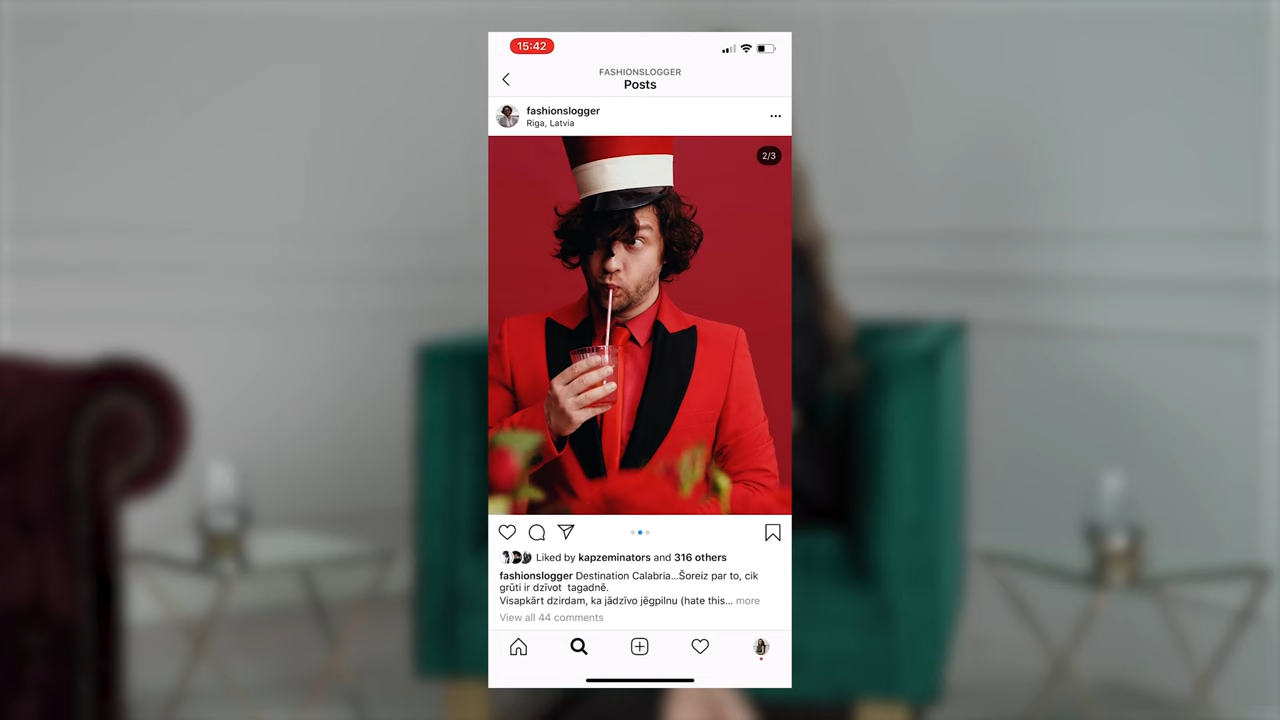 15:42
FASHIONSLOGGER
Posts
fashionslogger
Riga, Latvia
2/3
Liked by kapzeminators and 316 others
fashionslogger Destination Calabria...Šoreiz par to, cik
grūti ir dzīvot tagadnē.
Visapkārt dzirdam, ka jādzīvo jēgpilnu (hate this... more
View all 44 comments